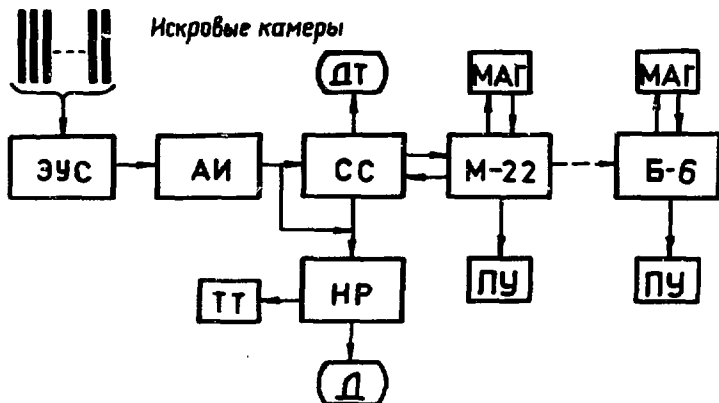 Искровые камеры
ДТ
МАГ
МАГ
ЭУС
АИ
СС
М-22
Б-6
ТТ
НР
ПУ
ПУ
Д